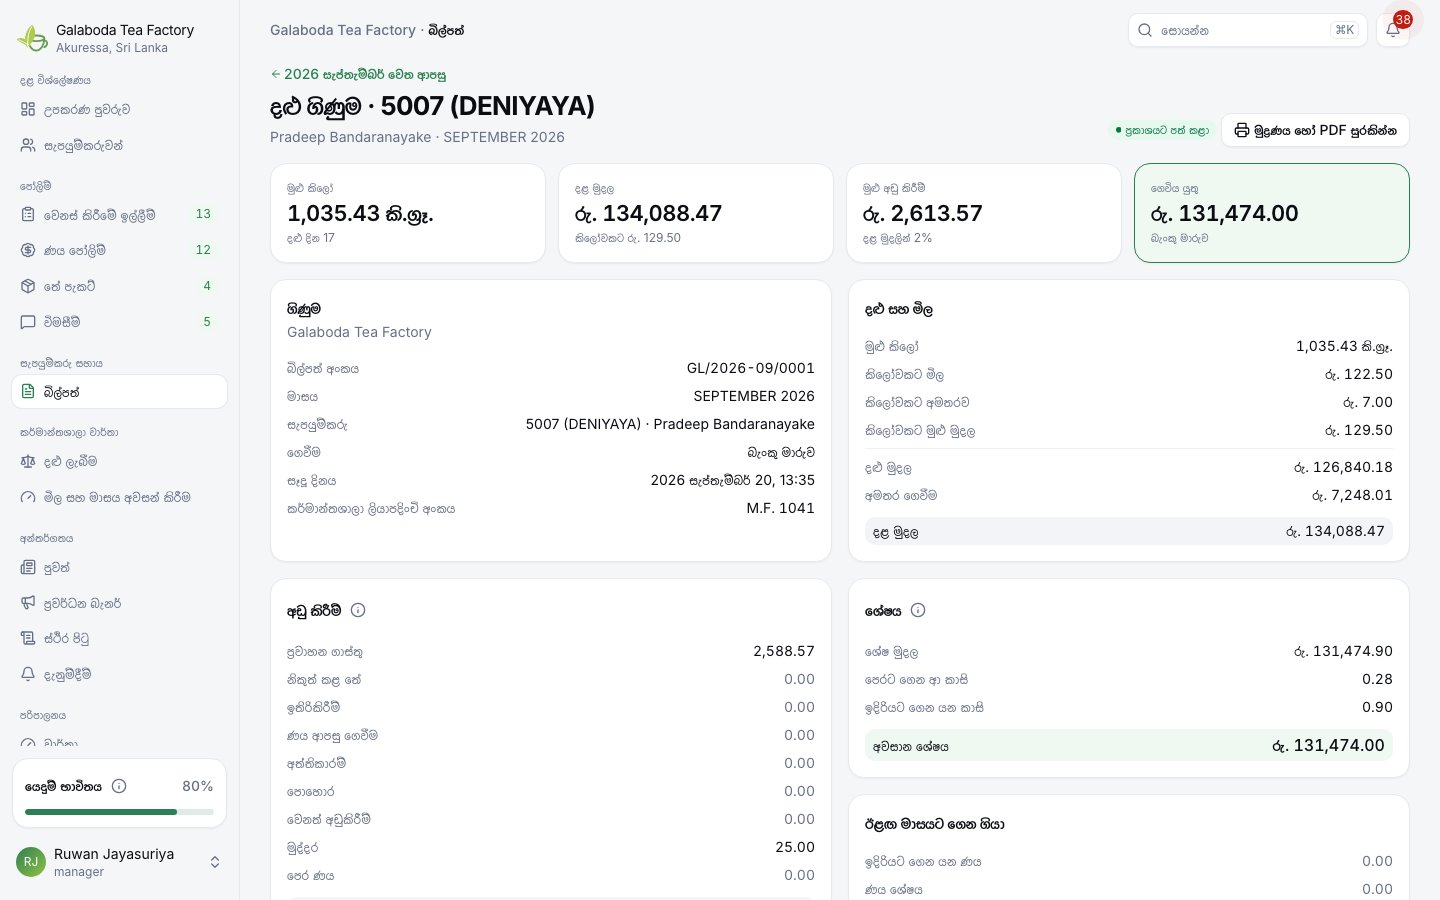 Galaboda Tea Factory
Akuressa, Sri Lanka
දළ විශ්ලේෂණය
උපකරණ පුවරුව
සැපයුම්කරුවන්
පෝලිම්
වෙනස් කිරීමේ ඉල්ලීම් 13
ණය පෝලිම් 12
තේ පැකට් 4
විමසීම් 5
සැපයුම්කරු සහාය
බිල්පත්
කර්මාන්තශාලා වාර්තා
දළු ලැබීම
මිල සහ මාසය අවසන් කිරීම
අන්තර්ගතය
පුවත්
ප්‍රවර්ධන බැනර්
ස්ථිර පිටු
දැනුම්දීම්
පරිපාලනය
වාර්තා
යෙදුම් භාවිතය 80%
RJ Ruwan Jayasuriya
manager
Galaboda Tea Factory · බිල්පත්
සොයන්න ⌘K
38
← 2026 සැප්තැම්බර් වෙත ආපසු
දළු ගිණුම · 5007 (DENIYAYA)
Pradeep Bandaranayake · SEPTEMBER 2026
ප්‍රකාශයට පත් කළා
මුද්‍රණය හෝ PDF සුරකින්න
මුළු කිලෝ
1,035.43 කි.ග්‍රෑ.
දළු දින 17
දළ මුදල
රු. 134,088.47
කිලෝවකට රු. 129.50
මුළු අඩු කිරීම්
රු. 2,613.57
දළ මුදලින් 2%
ගෙවිය යුතු
රු. 131,474.00
බැංකු මාරුව
ගිණුම
Galaboda Tea Factory
බිල්පත් අංකය GL/2026-09/0001
මාසය SEPTEMBER 2026
සැපයුම්කරු 5007 (DENIYAYA) · Pradeep Bandaranayake
ගෙවීම බැංකු මාරුව
සෑදූ දිනය 2026 සැප්තැම්බර් 20, 13:35
කර්මාන්තශාලා ලියාපදිංචි අංකය M.F. 1041
දළු සහ මිල
මුළු කිලෝ 1,035.43 කි.ග්‍රෑ.
කිලෝවකට මිල රු. 122.50
කිලෝවකට අමතරව රු. 7.00
කිලෝවකට මුළු මුදල රු. 129.50
දළු මුදල රු. 126,840.18
අමතර ගෙවීම රු. 7,248.01
දළ මුදල රු. 134,088.47
අඩු කිරීම්
ප්‍රවාහන ගාස්තු 2,588.57
නිකුත් කළ තේ 0.00
ඉතිරිකිරීම් 0.00
ණය ආපසු ගෙවීම 0.00
අත්තිකාරම් 0.00
පොහොර 0.00
වෙනත් අඩුකිරීම් 0.00
මුද්දර 25.00
පෙර ණය 0.00
ශේෂය
ශේෂ මුදල රු. 131,474.90
පෙරට ගෙන ආ කාසි 0.28
ඉදිරියට ගෙන යන කාසි 0.90
අවසාන ශේෂය රු. 131,474.00
ඊළඟ මාසයට ගෙන ගියා
ඉදිරියට ගෙන යන ණය 0.00
ණය ශේෂය 0.00